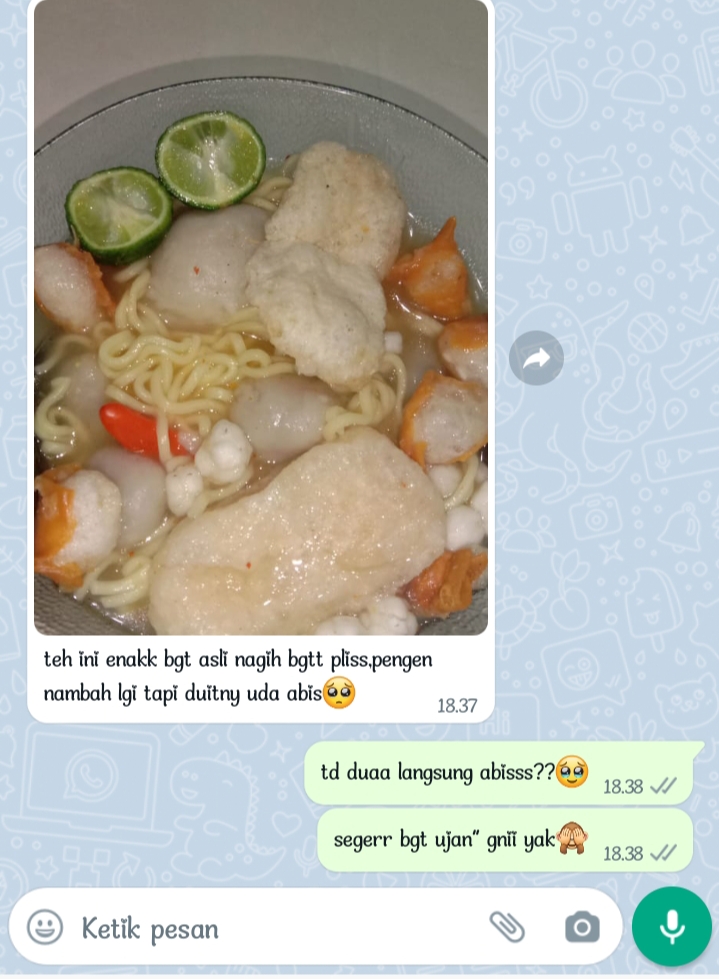 teh ini enakk bgt asli nagih bgtt pliss,pengen
nambah lgi tapi duitny uda abis🥺
18.37
td duaa langsung abisss??🥹
18.38
segerr bgt ujan" gnii yak🙈
18.38
Ketik pesan